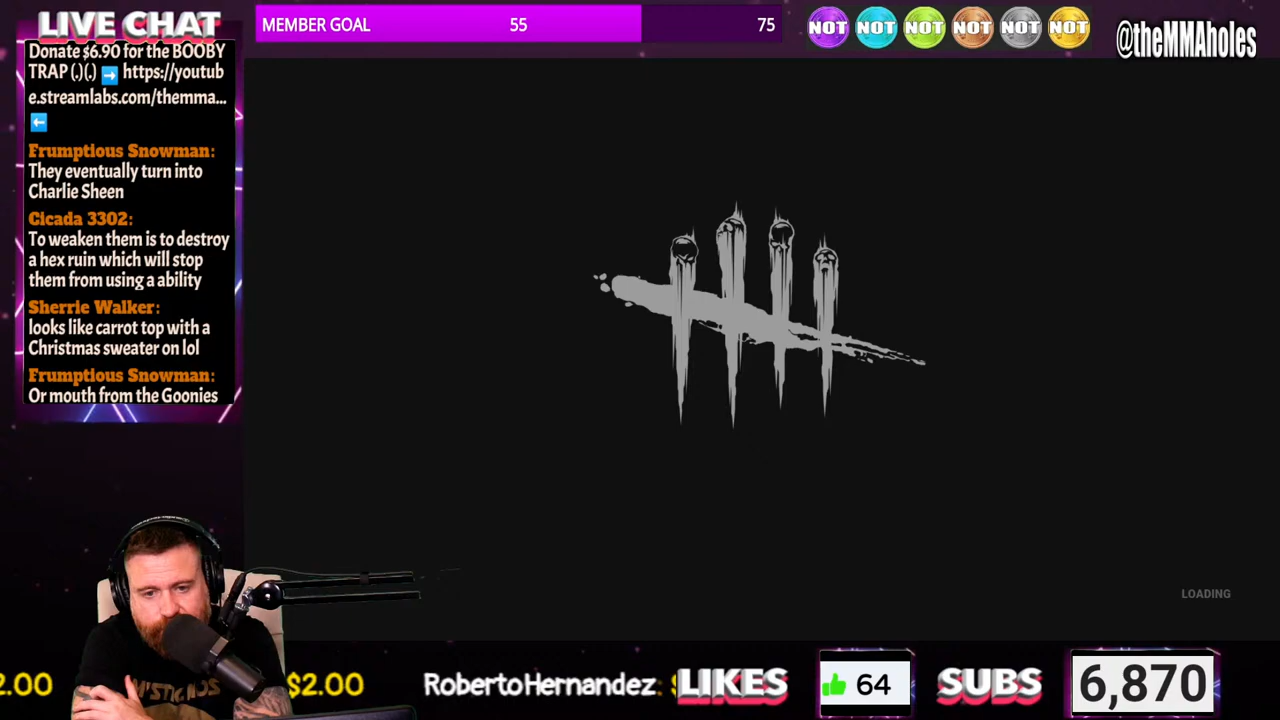 LIVE CHAT
MEMBER GOAL 55 75
NOT NOT NOT NOT NOT NOT
@theMMAholes
Donate $6.90 for the BOOBY
TRAP (.)(.) ➡️ https://youtub
e.streamlabs.com/themma...
⬅️
Frumptious Snowman:
They eventually turn into
Charlie Sheen
Cicada 3302:
To weaken them is to destroy
a hex ruin which will stop
them from using a ability
Sherrie Walker:
looks like carrot top with a
Christmas sweater on lol
Frumptious Snowman:
Or mouth from the Goonies
LOADING
2.00 $2.00 RobertoHernandez: LIKES 64 SUBS 6,870